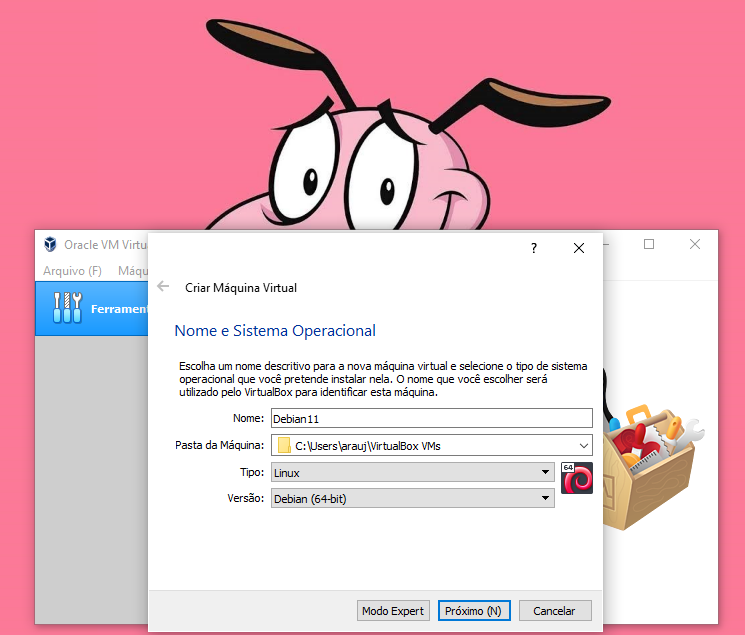 Oracle VM Virtu
Arquivo (F) Máqu
Ferrament
?
Criar Máquina Virtual
Nome e Sistema Operacional
Escolha um nome descritivo para a nova máquina virtual e selecione o tipo de sistema
operacional que você pretende instalar nela. O nome que você escolher será
utilizado pelo VirtualBox para identificar esta máquina.
Nome: Debian11
Pasta da Máquina: C:\Users\arauj\VirtualBox VMs
Tipo: Linux
64
Versão: Debian (64-bit)
Modo Expert Próximo (N) Cancelar